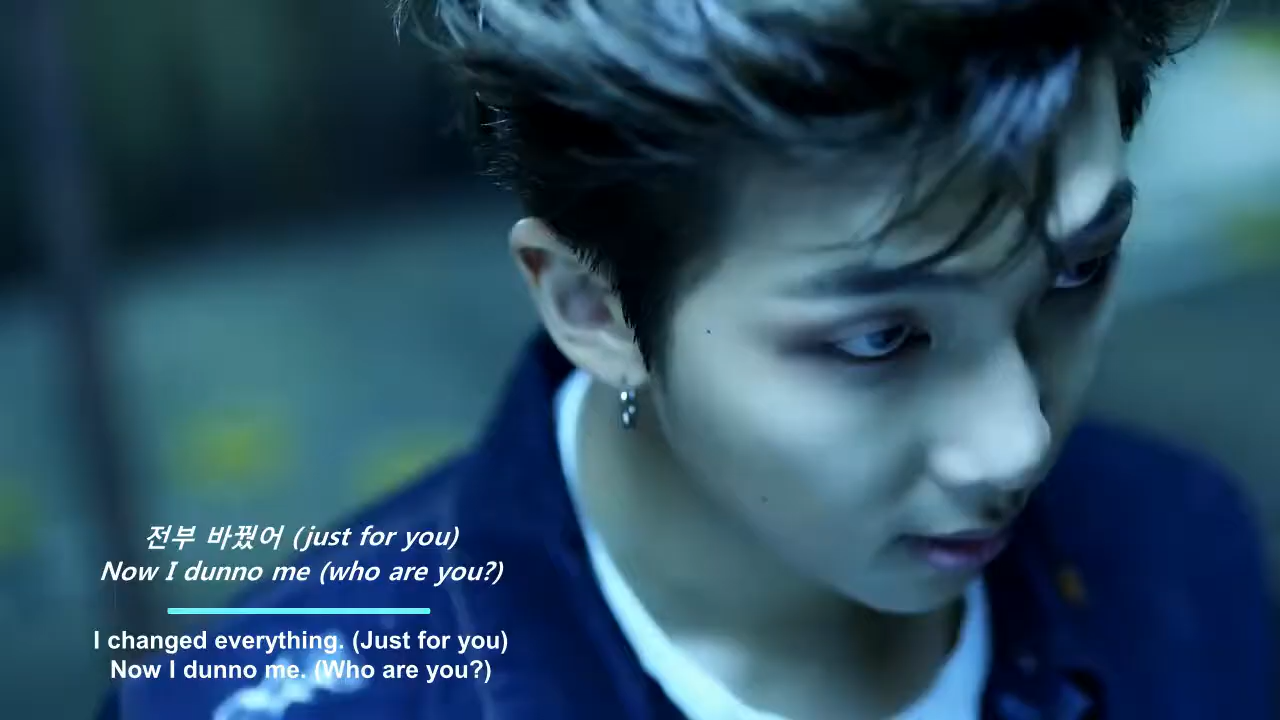 전부 바꿨어 (just for you)
Now I dunno me (who are you?)
I changed everything. (Just for you)
Now I dunno me. (Who are you?)